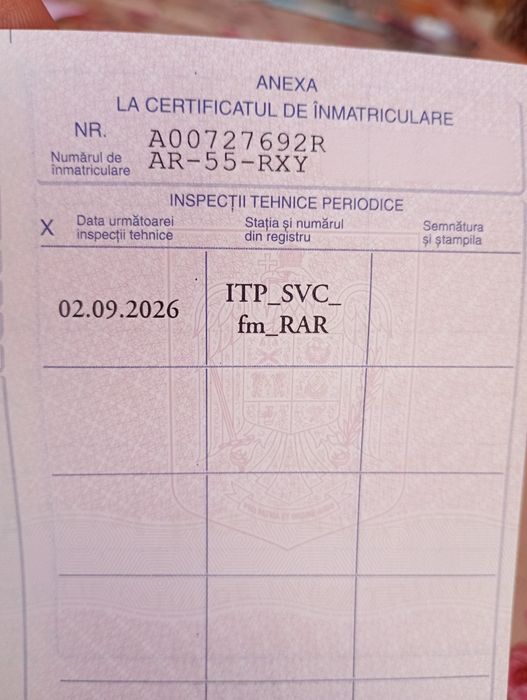 ANEXA
LA CERTIFICATUL DE ÎNMATRICULARE
NR. A00727692R
Numărul de înmatriculare AR-55-RXY
INSPECȚII TEHNICE PERIODICE
X
Data următoarei
inspecții tehnice
Stația și numărul
din registru
Semnătura
și ștampila
02.09.2026
ITP_SVC_
fm_RAR